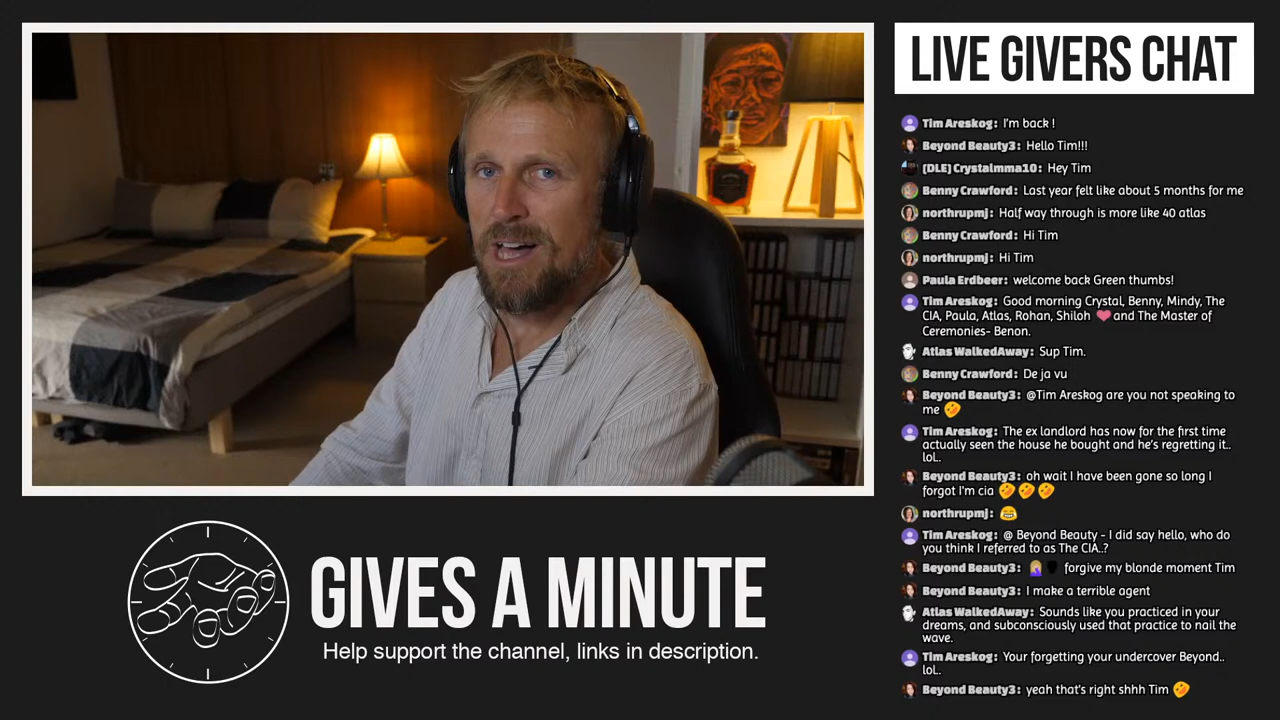 LIVE GIVERS CHAT
Tim Areskog: I'm back !
Beyond Beauty3: Hello Tim!!!
(DLE) Crystalmma10: Hey Tim
Benny Crawford: Last year felt like about 5 months for me
northrupmj: Half way through is more like 40 atlas
Benny Crawford: Hi Tim
northrupmj: Hi Tim
Paula Erdbeer: welcome back Green thumbs!
Tim Areskog: Good morning Crystal, Benny, Mindy, The
CIA, Paula, Atlas, Rohan, Shiloh ❤️ and The Master of
Ceremonies- Benon.
Atlas WalkedAway: Sup Tim.
Benny Crawford: De ja vu
Beyond Beauty3: @Tim Areskog are you not speaking to
me 🤣
Tim Areskog: The ex landlord has now for the first time
actually seen the house he bought and he's regretting it..
lol..
Beyond Beauty3: oh wait I have been gone so long I
forgot I'm cia 🤣 🤣 🤣
northrupmj: 😂
Tim Areskog: @ Beyond Beauty - I did say hello, who do
you think I referred to as The CIA..?
Beyond Beauty3: 🤦🏼‍♀️ forgive my blonde moment Tim
Beyond Beauty3: I make a terrible agent
Atlas WalkedAway: Sounds like you practiced in your
dreams, and subconsciously used that practice to nail the
wave.
Tim Areskog: Your forgetting your undercover Beyond..
lol..
Beyond Beauty3: yeah that's right shhh Tim 🤣
GIVES A MINUTE
Help support the channel, links in description.